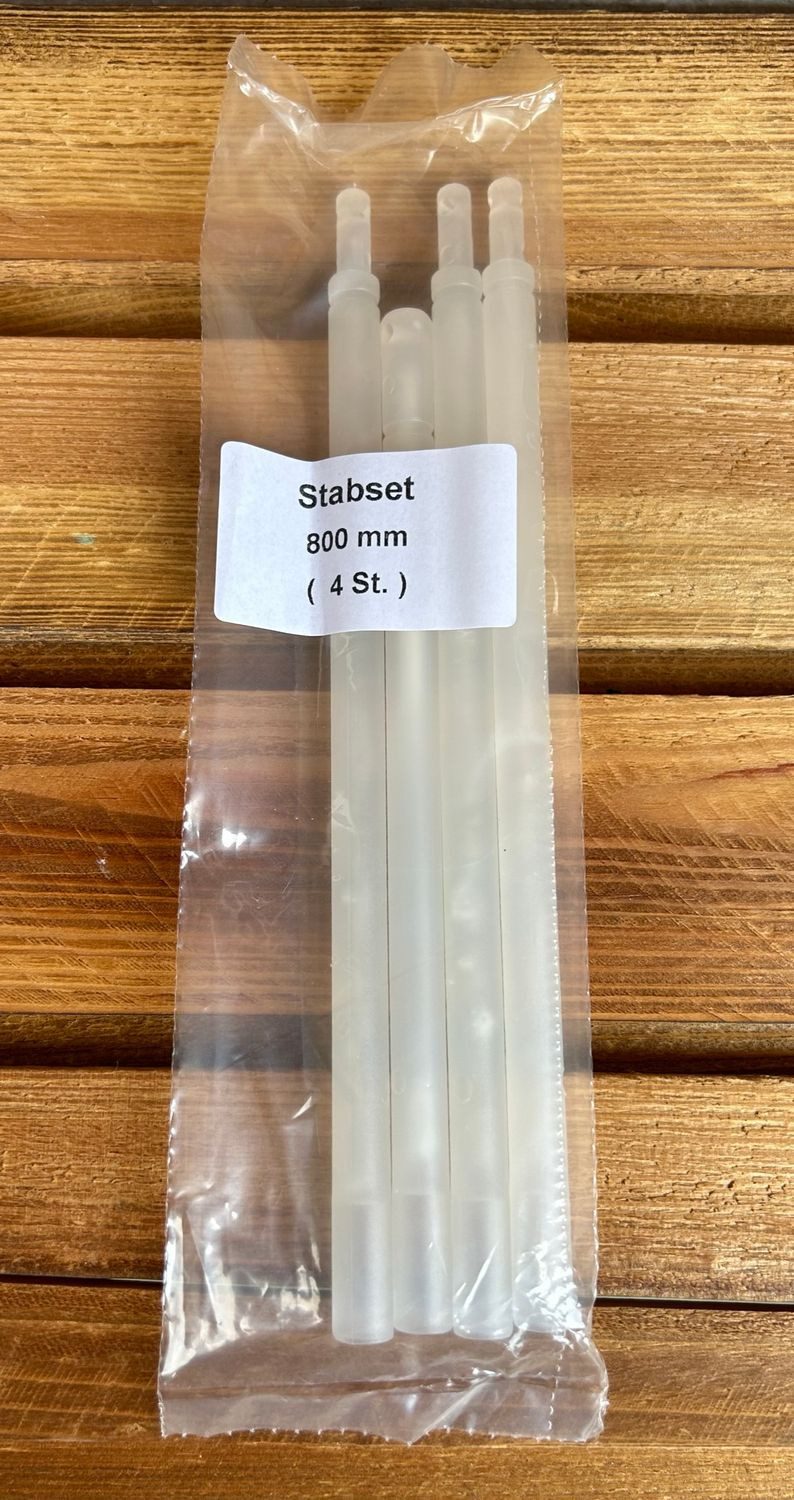 Stabset
800 mm
( 4 St. )